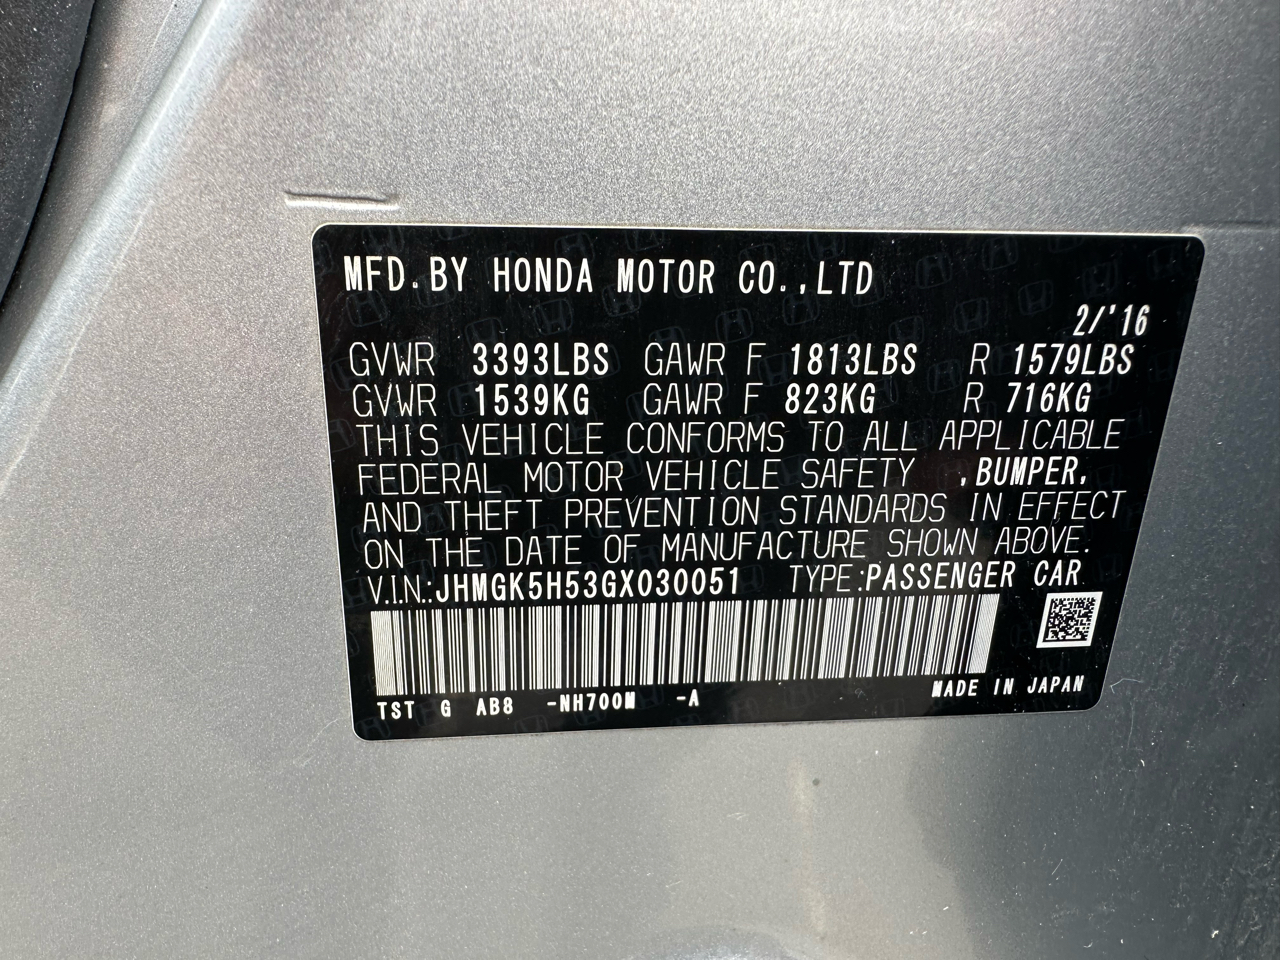 MFD.BY HONDA MOTOR CO.,LTD
2/'16
GVWR 3393LBS GAWR F 1813LBS R 1579LBS
GVWR 1539KG GAWR F 823KG R 716KG
THIS VEHICLE CONFORMS TO ALL APPLICABLE
FEDERAL MOTOR VEHICLE SAFETY ,BUMPER,
AND THEFT PREVENTION STANDARDS IN EFFECT
ON THE DATE OF MANUFACTURE SHOWN ABOVE.
V.I.N.:JHMGK5H53GX030051 TYPE:PASSENGER CAR
TST G AB8 -NH700M -A MADE IN JAPAN